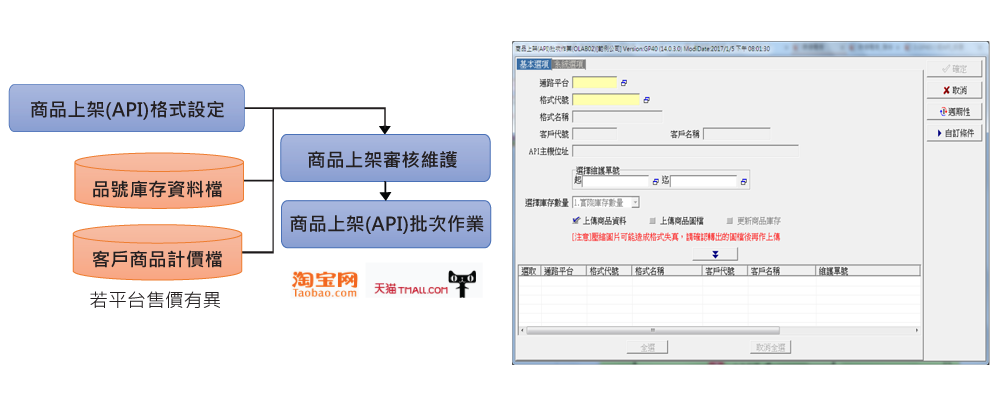 商品上架(API)格式設定
商品上架審核維護
品號庫存資料檔
商品上架(API)批次作業
客戶商品計價檔
若平台售價有異
淘宝网
Taobao.com
天猫 TMALL.COM
商品上架(API)批次作業(OLAB02)[範例公司] Version:GP40 (14.0.3.0) ModiDate:2017/1/5 下午 08:01:30
基本選項 系統選項
通路平台
格式代號
格式名稱
客戶代號 客戶名稱
API主機位址
選擇維護單號
起 迄
選擇庫存數量 1.實際庫存數量
上傳商品資料 上傳商品圖檔 更新商品庫存
[注意]壓縮圖片可能造成格式失真，請確認轉出的圖檔後再作上傳
選取 通路平台 格式代號 格式名稱 客戶代號 客戶名稱 維護單號
全選 取消全選
確定
取消
週期性
自訂條件